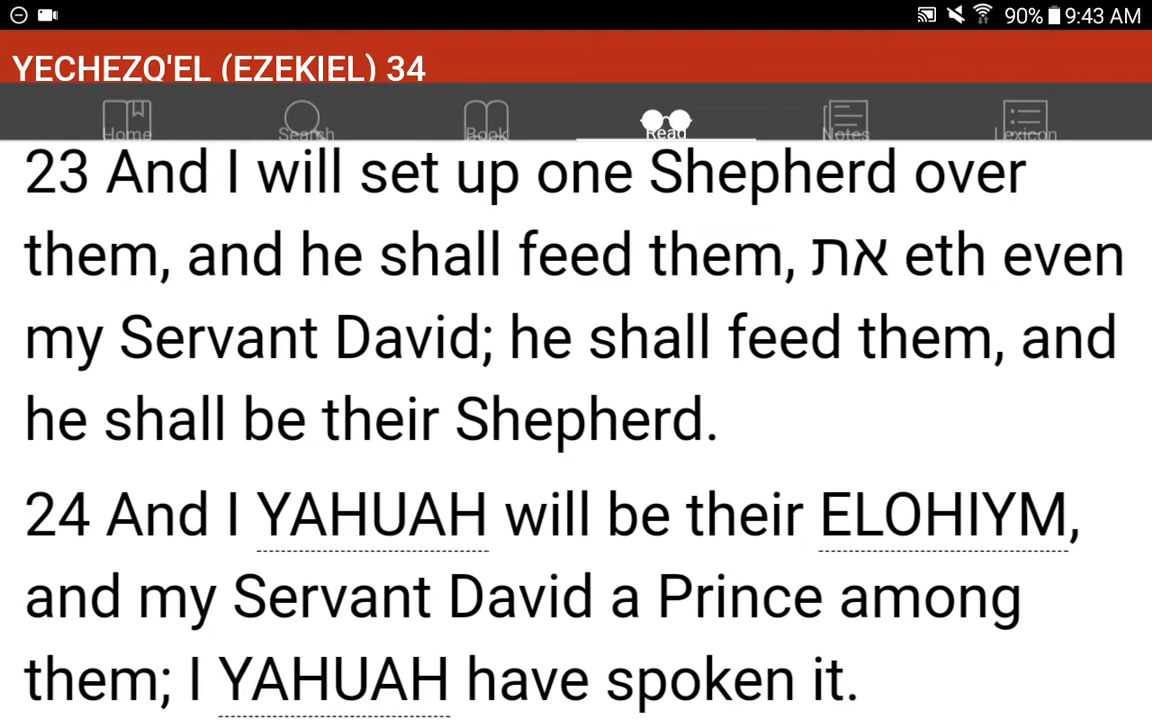 90% 9:43 AM
YECHEZQ'EL (EZEKIEL) 34
Home Search Book Read Notes Lexicon
23 And I will set up one Shepherd over
them, and he shall feed them, את eth even
my Servant David; he shall feed them, and
he shall be their Shepherd.
24 And I YAHUAH will be their ELOHIYM,
and my Servant David a Prince among
them; I YAHUAH have spoken it.